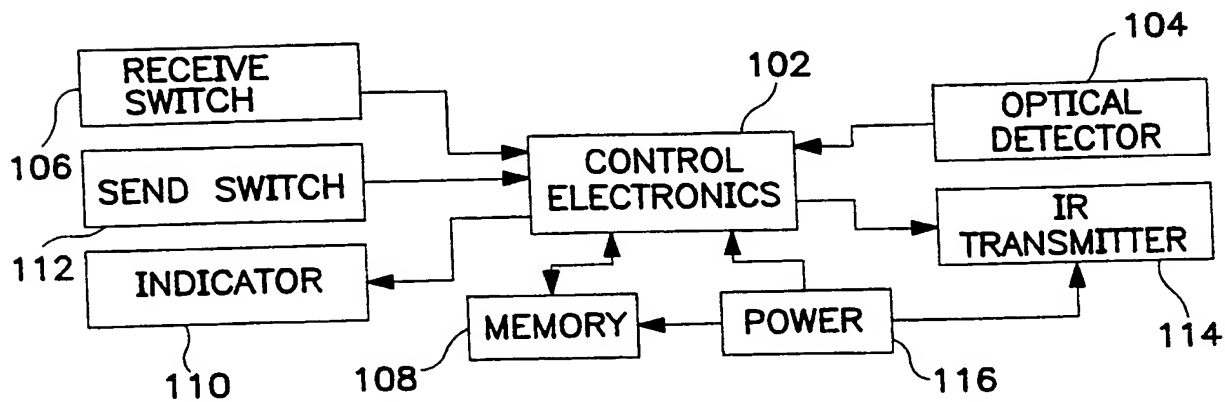 RECEIVE
SWITCH
106
SEND SWITCH
112
INDICATOR
110
102
CONTROL
ELECTRONICS
MEMORY
108
POWER
116
104
OPTICAL
DETECTOR
IR
TRANSMITTER
114